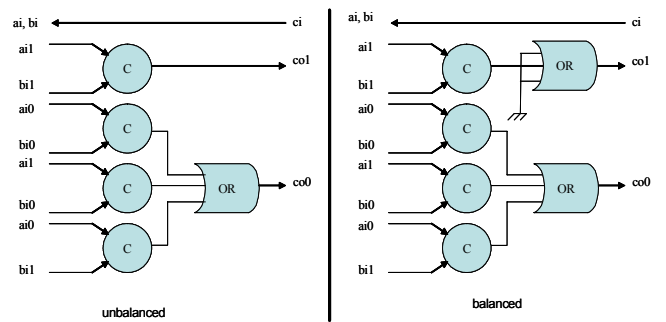 ai, bi
ci
ai1
C
co1
bi1
ai0
C
bi0
ai1
C
OR
co0
bi0
ai0
C
bi1
unbalanced
ai, bi
ci
ai1
C
OR
co1
bi1
ai0
C
bi0
ai1
C
OR
co0
bi0
ai0
C
bi1
balanced